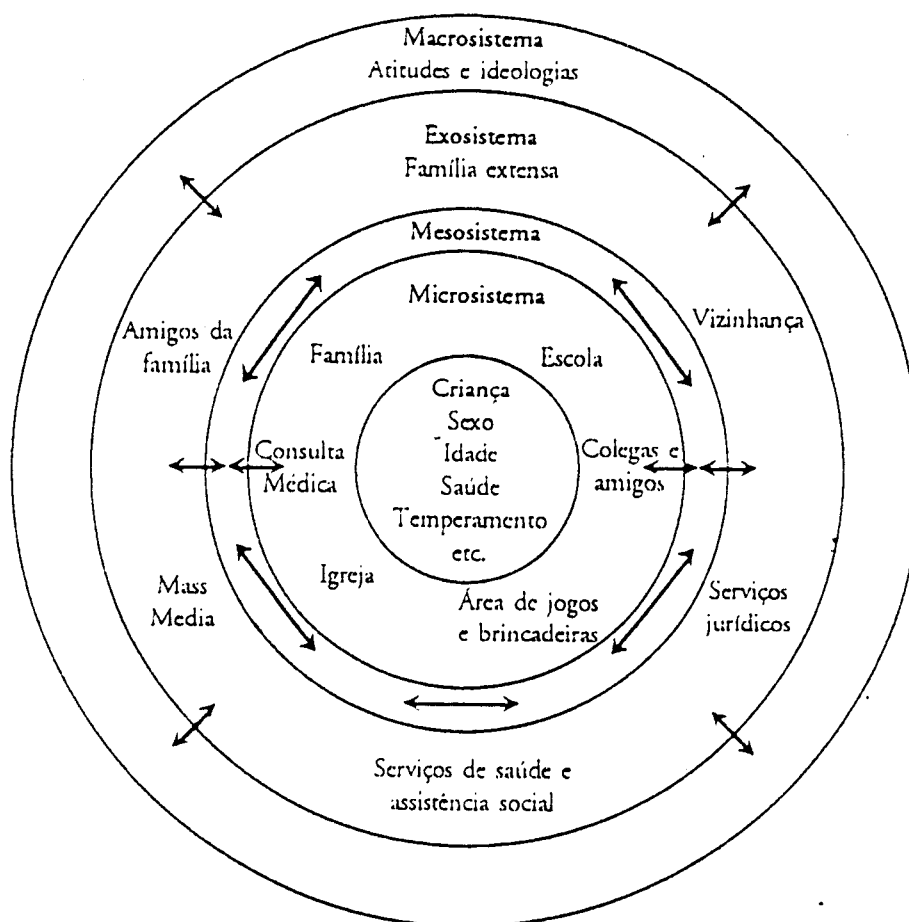 Macrosistema
Atitudes e ideologias
Exosistema
Família extensa
Mesosistema
Microsistema
Amigos da
família
Vizinhança
Família
Escola
Criança
Sexo
Idade
Saúde
Temperamento
etc.
Consulta
Médica
Colegas e
amigos
Igreja
Área de jogos
e brincadeiras
Mass
Media
Serviços
jurídicos
Serviços de saúde e
assistência social